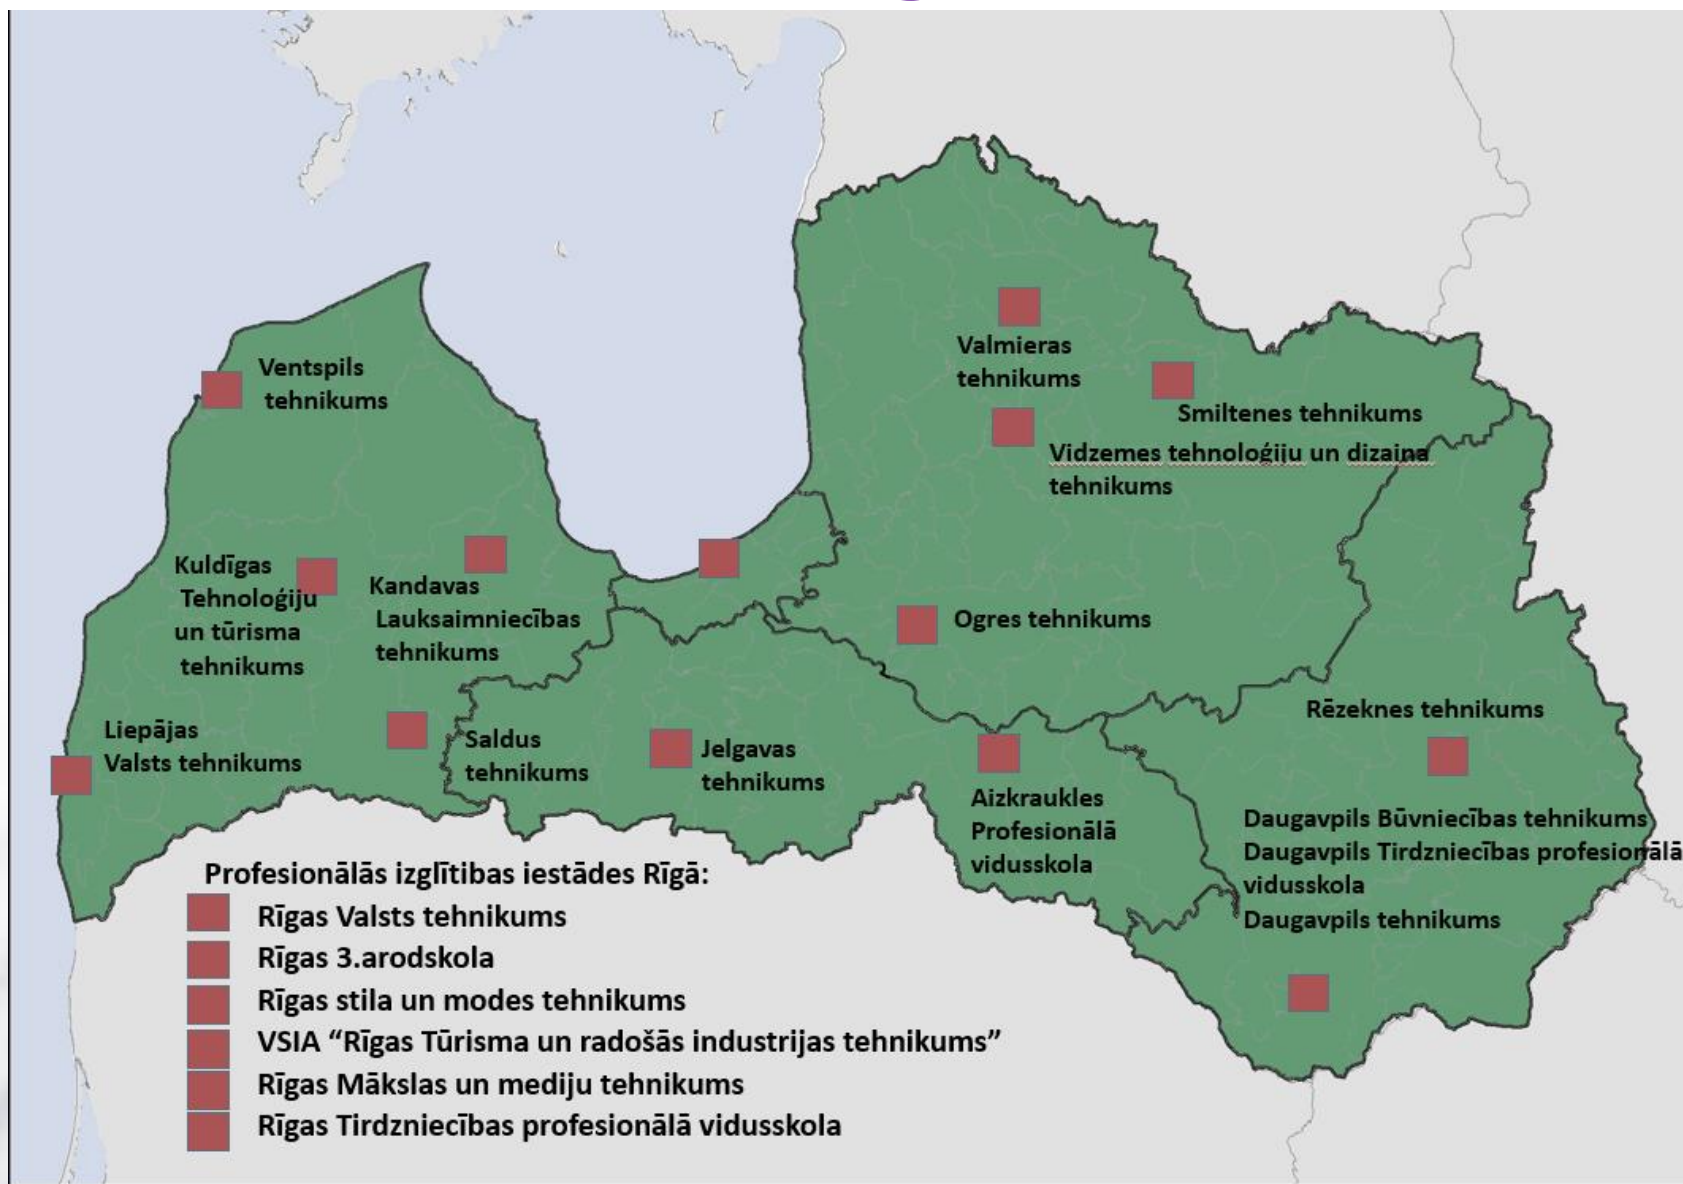 Valmieras
tehnikums
Ventspils
tehnikums
Smiltenes tehnikums
Vidzemes tehnoloģiju un dizaina
tehnikums
Kuldīgas
Tehnoloģiju
un tūrisma
tehnikums
Kandavas
Lauksaimniecības
tehnikums
Ogres tehnikums
Rēzeknes tehnikums
Liepājas
Valsts tehnikums
Saldus
tehnikums
Jelgavas
tehnikums
Aizkraukles
Profesionālā
vidusskola
Daugavpils Būvniecības tehnikums
Daugavpils Tirdzniecības profesionālā
vidusskola
Daugavpils tehnikums
Profesionālās izglītibas iestādes Rīgā:
Rīgas Valsts tehnikums
Rīgas 3.arodskola
Rīgas stila un modes tehnikums
VSIA “Rīgas Tūrisma un radošās industrijas tehnikums”
Rīgas Mākslas un mediju tehnikums
Rīgas Tirdzniecības profesionālā vidusskola